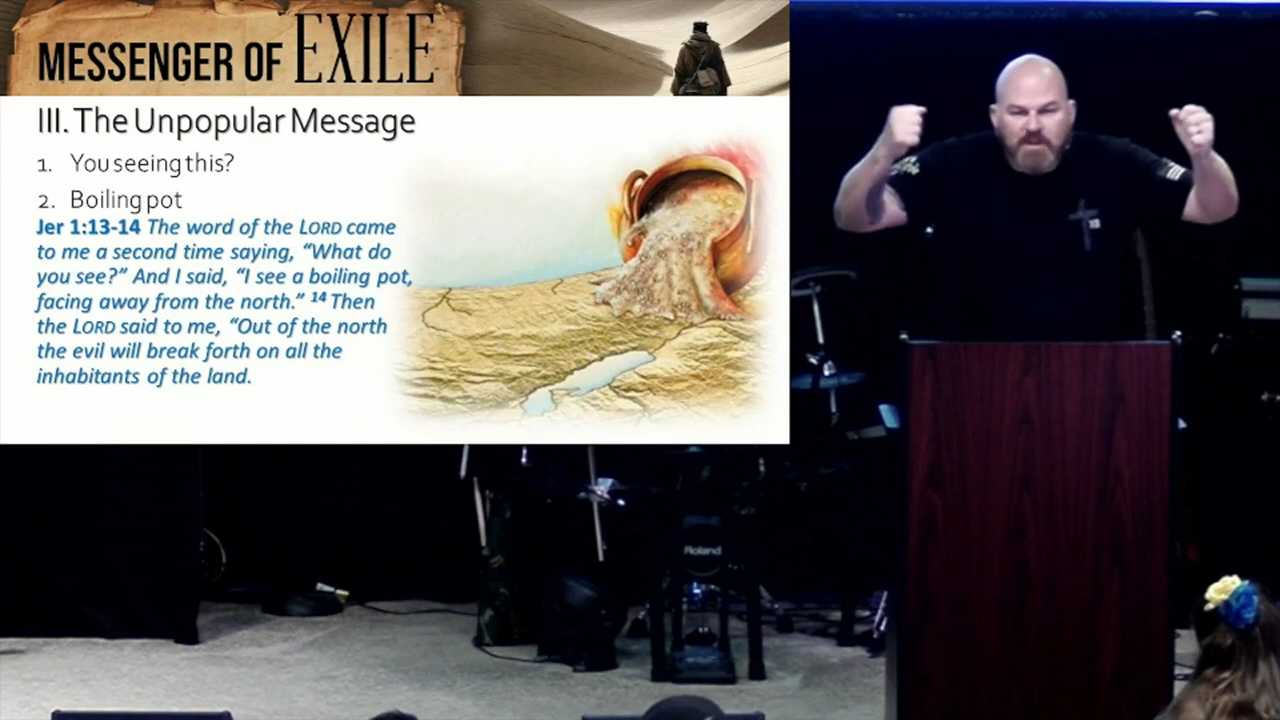 MESSENGER OF EXILE
III. The Unpopular Message
1. You seeing this?
2. Boiling pot
Jer 1:13-14 The word of the LORD came
to me a second time saying, “What do
you see?” And I said, “I see a boiling pot,
facing away from the north.” 14 Then
the LORD said to me, “Out of the north
the evil will break forth on all the
inhabitants of the land.
Roland